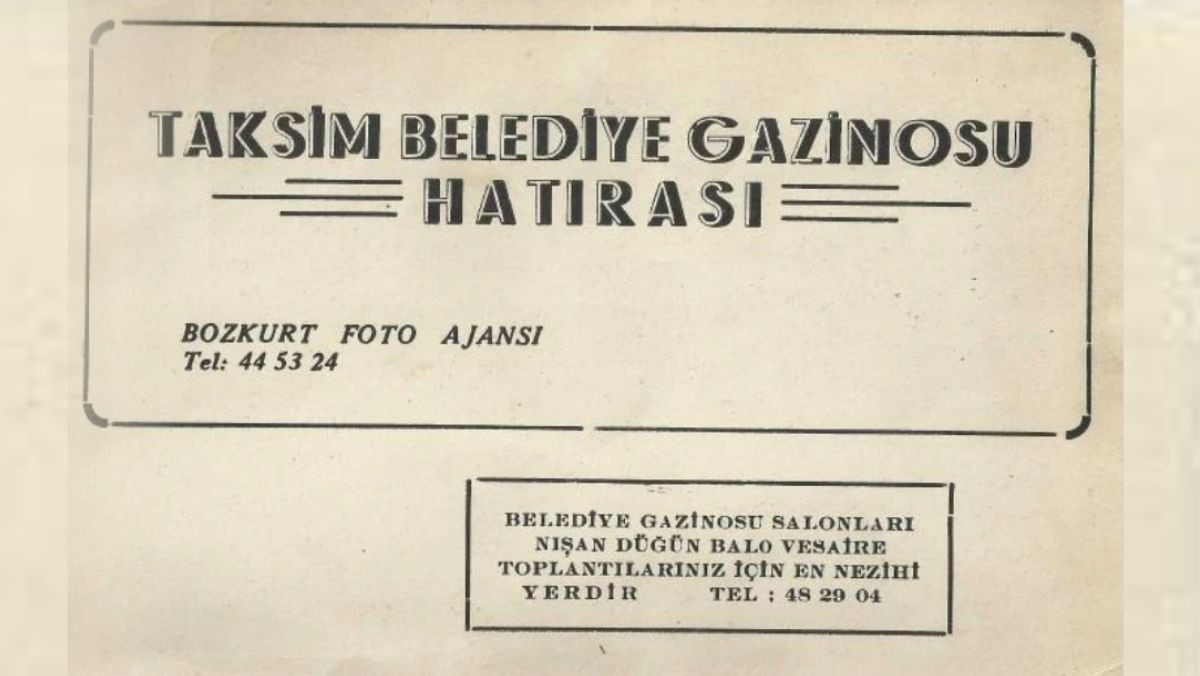 TAKSİM BELEDİYE GAZİNOSU
HATIRASI
BOZKURT FOTO AJANSI
Tel: 44 53 24
BELEDİYE GAZİNOSU SALONLARI
NIŞAN DÜĞÜN BALO VESAİRE
TOPLANTILARINIZ İÇİN EN NEZİHİ
YERDİR TEL : 48 29 04